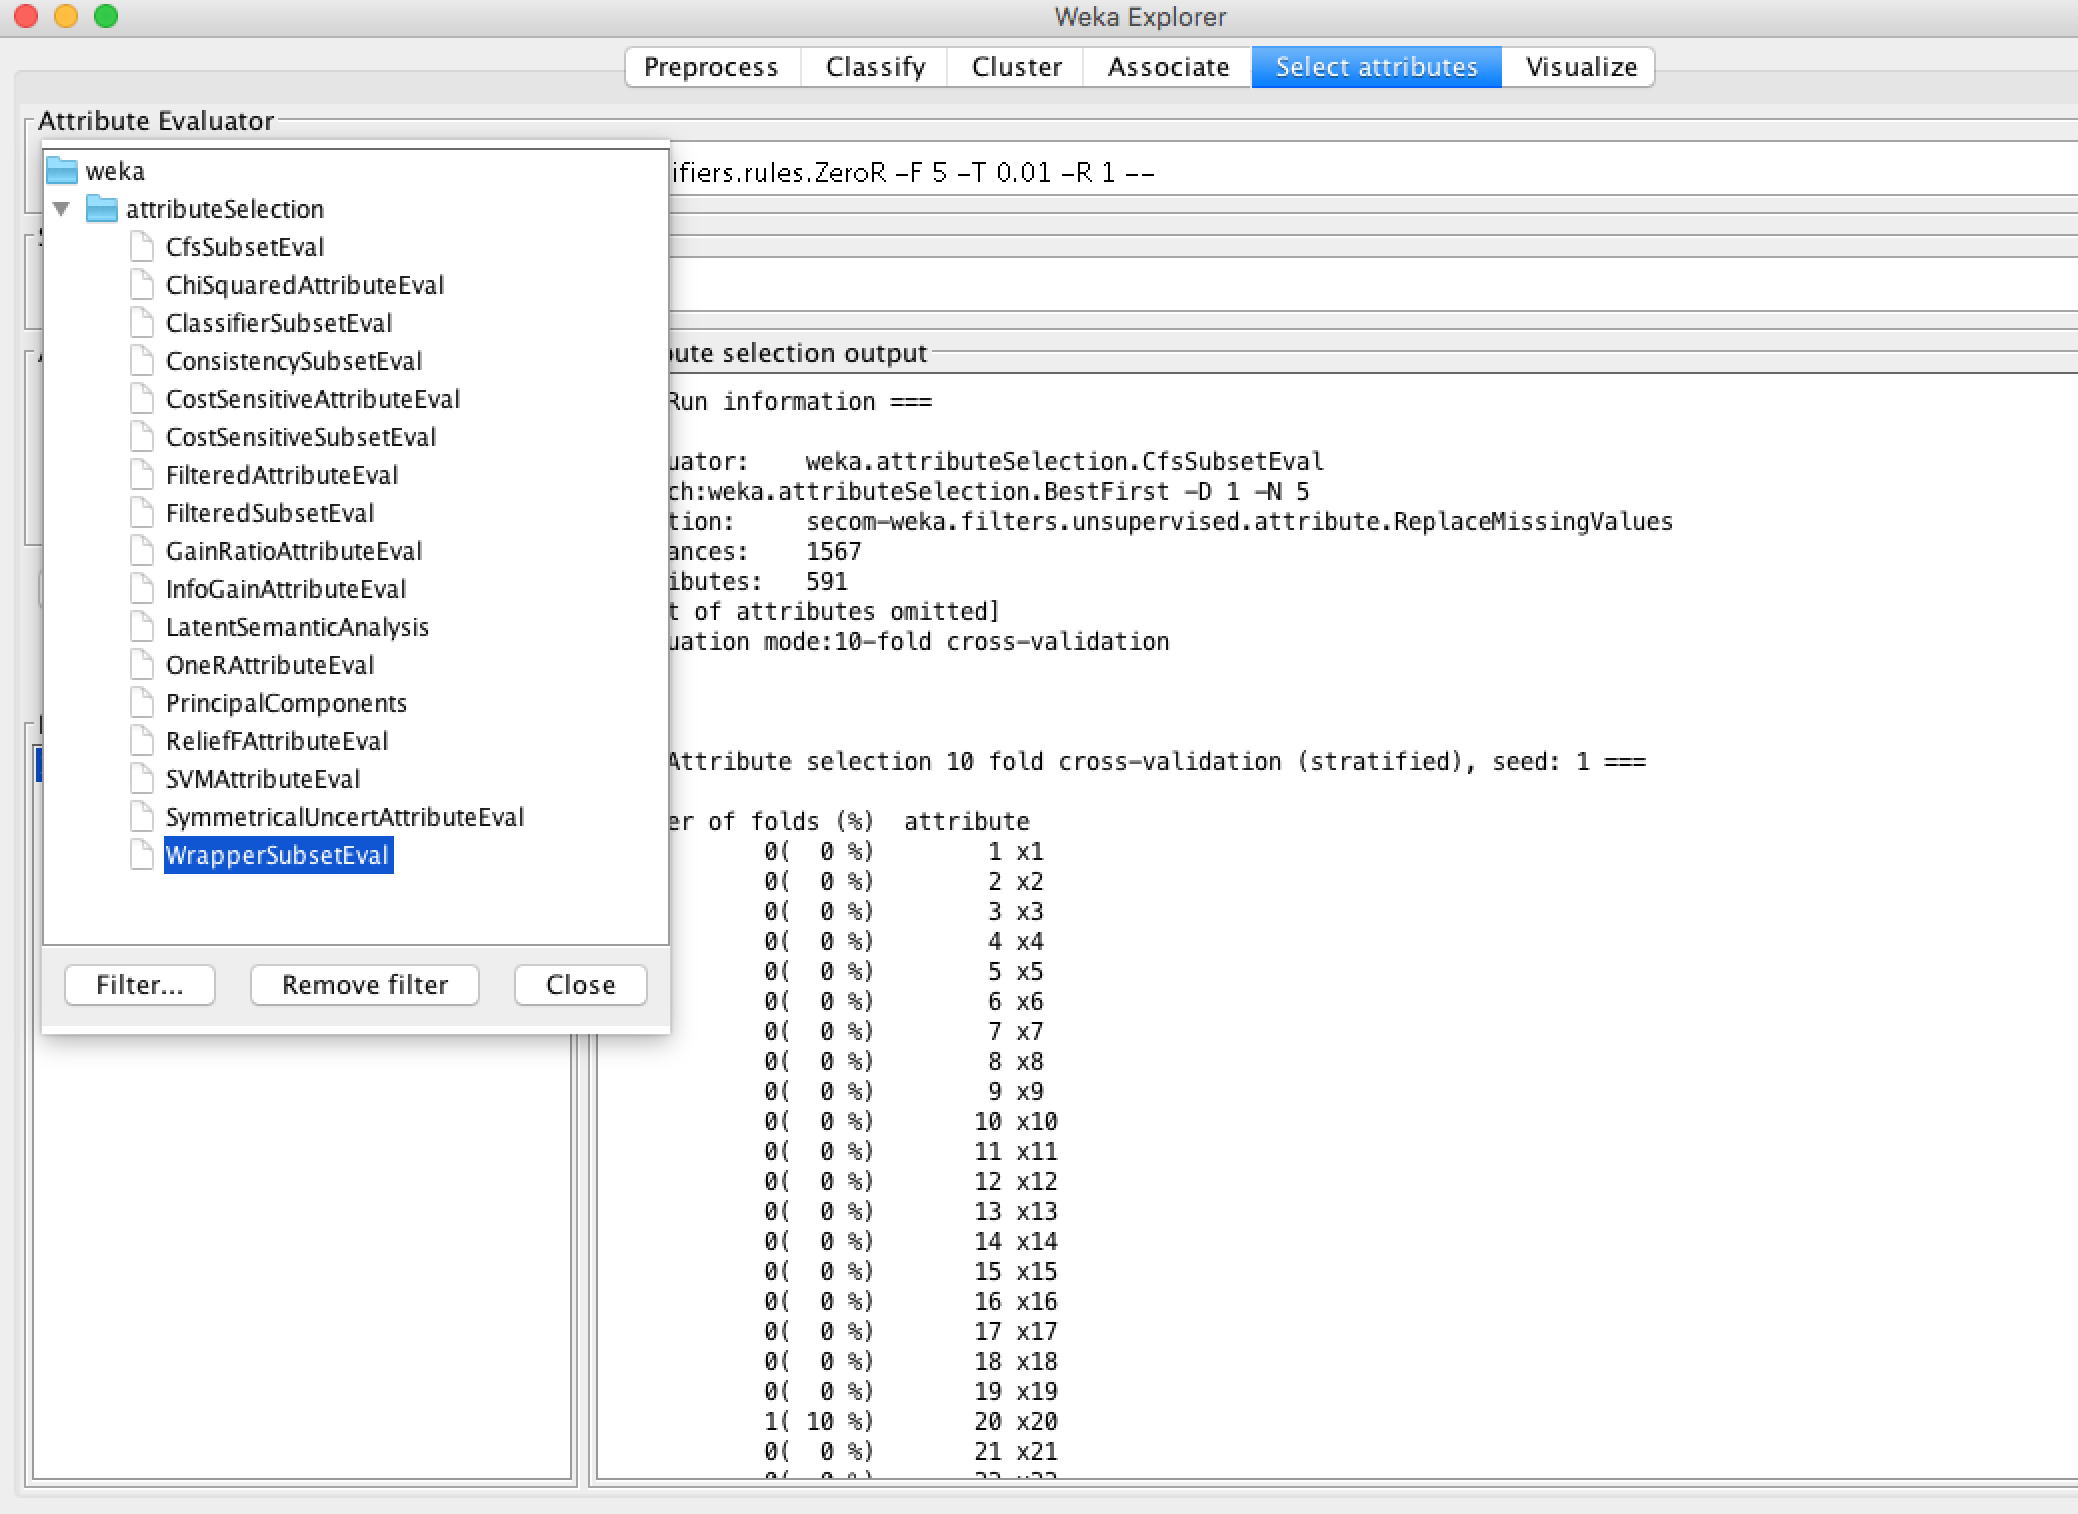 Weka Explorer
Preprocess Classify Cluster Associate Select attributes Visualize
Attribute Evaluator
weka
attributeSelection
CfsSubsetEval
ChiSquaredAttributeEval
ClassifierSubsetEval
ConsistencySubsetEval
CostSensitiveAttributeEval
CostSensitiveSubsetEval
FilteredAttributeEval
FilteredSubsetEval
GainRatioAttributeEval
InfoGainAttributeEval
LatentSemanticAnalysis
OneRAttributeEval
PrincipalComponents
ReliefFAttributeEval
SVMAttributeEval
SymmetricalUncertAttributeEval
WrapperSubsetEval
Filter... Remove filter Close
ifiers.rules.ZeroR -F 5 -T 0.01 -R 1 --
ute selection output
Run information ===
uator: weka.attributeSelection.CfsSubsetEval
ch:weka.attributeSelection.BestFirst -D 1 -N 5
tion: secom-weka.filters.unsupervised.attribute.ReplaceMissingValues
ances: 1567
ibutes: 591
t of attributes omitted]
uation mode:10-fold cross-validation
Attribute selection 10 fold cross-validation (stratified), seed: 1 ===
er of folds (%) attribute
0( 0 %) 1 x1
0( 0 %) 2 x2
0( 0 %) 3 x3
0( 0 %) 4 x4
0( 0 %) 5 x5
0( 0 %) 6 x6
0( 0 %) 7 x7
0( 0 %) 8 x8
0( 0 %) 9 x9
0( 0 %) 10 x10
0( 0 %) 11 x11
0( 0 %) 12 x12
0( 0 %) 13 x13
0( 0 %) 14 x14
0( 0 %) 15 x15
0( 0 %) 16 x16
0( 0 %) 17 x17
0( 0 %) 18 x18
0( 0 %) 19 x19
1( 10 %) 20 x20
0( 0 %) 21 x21